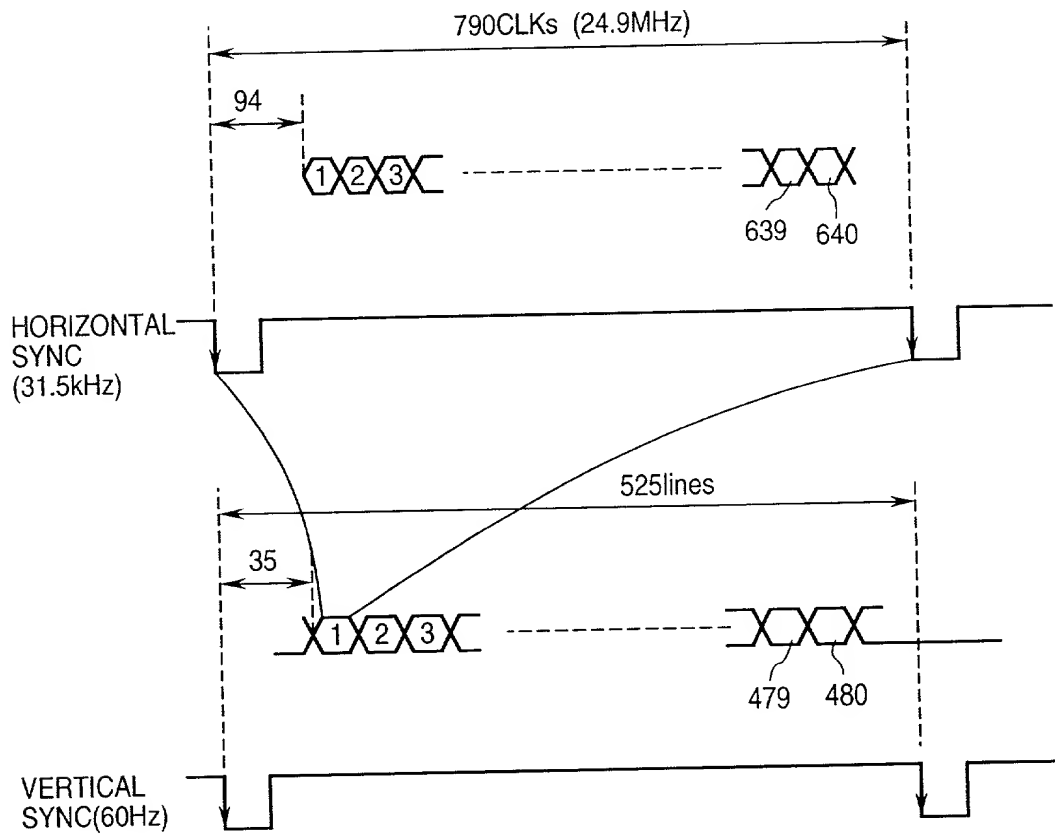 790CLKs (24.9MHz)
94
1 2 3
639 640
HORIZONTAL
SYNC
(31.5kHz)
525lines
35
1 2 3
479 480
VERTICAL
SYNC(60Hz)